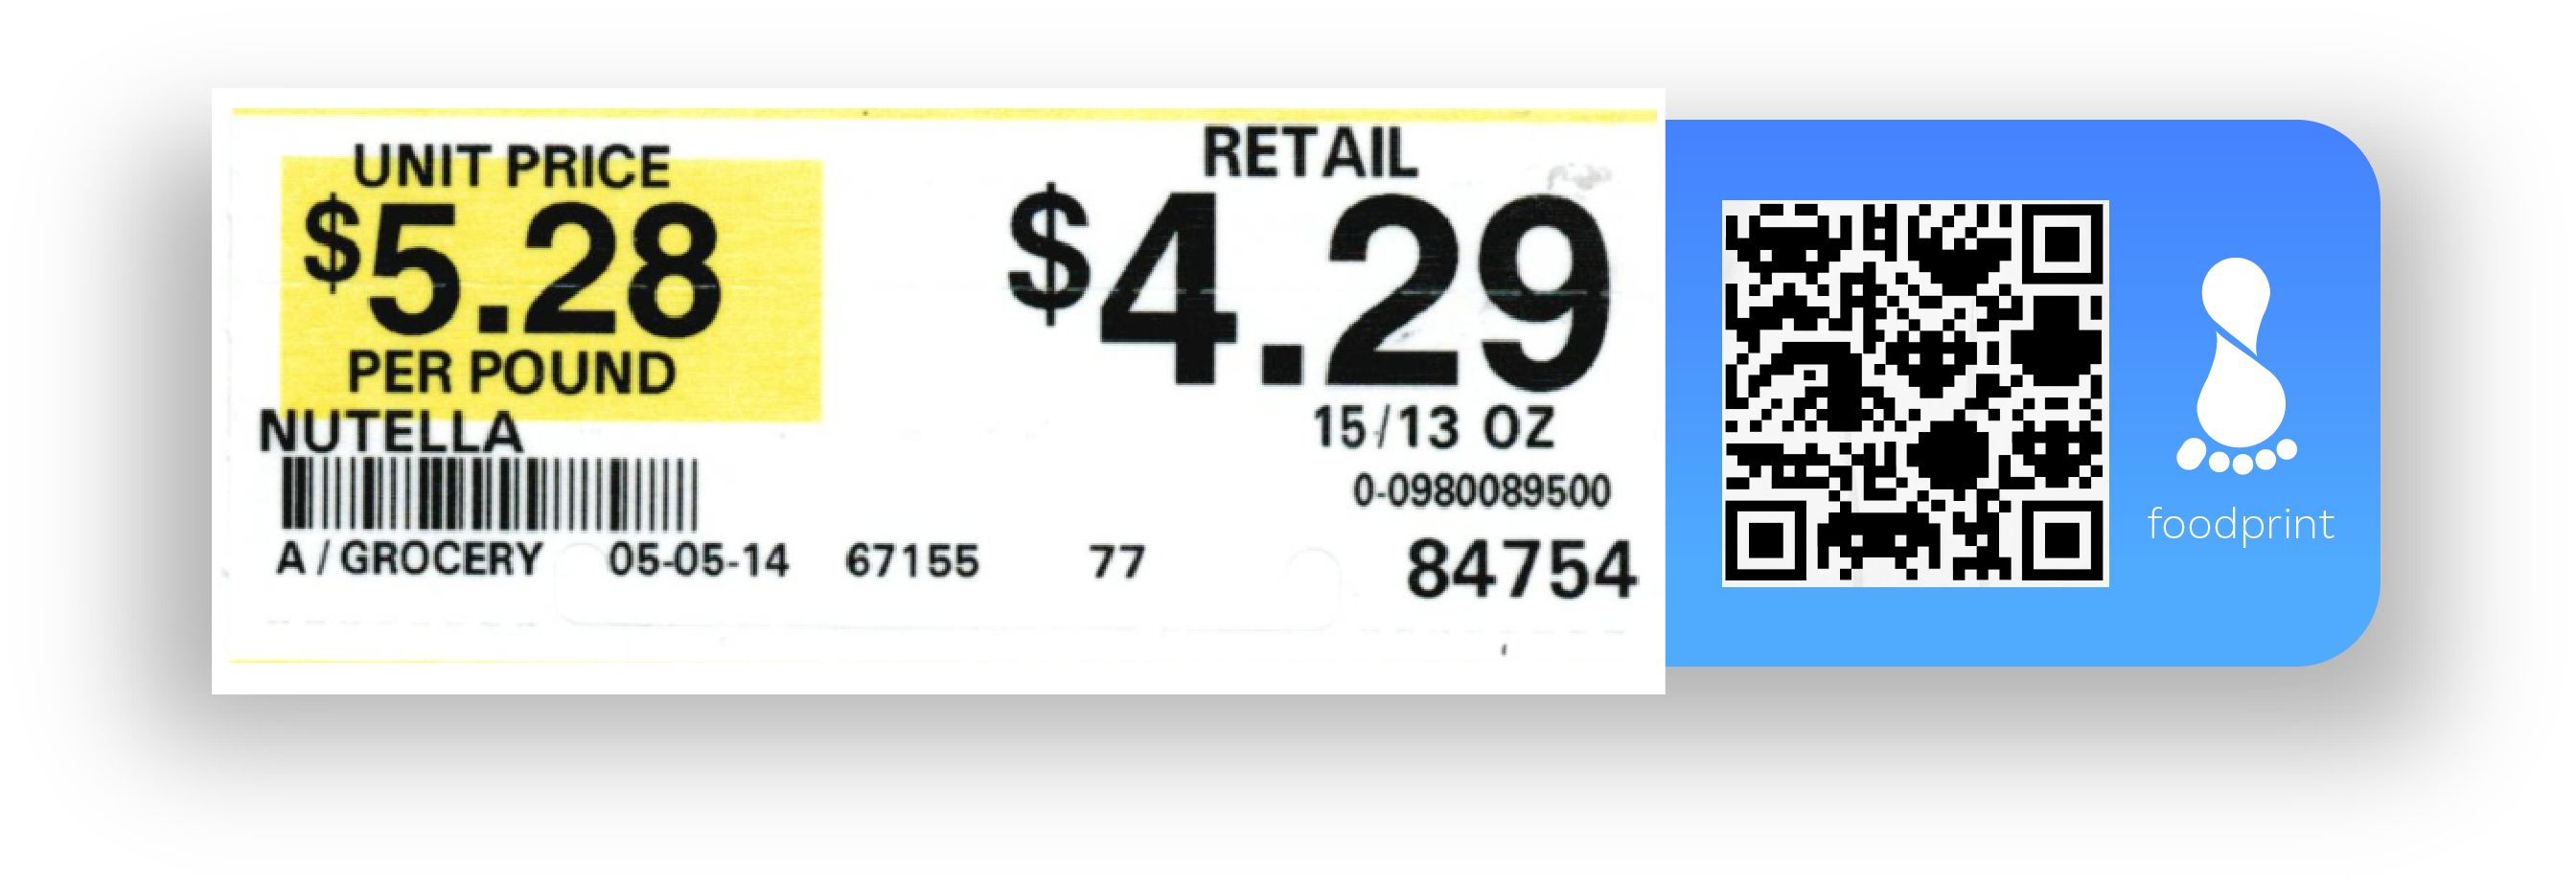 UNIT PRICE
$5.28
PER POUND
NUTELLA
RETAIL
$4.29
15/13 OZ
0-0980089500
A / GROCERY 05-05-14 67155 77 84754
foodprint